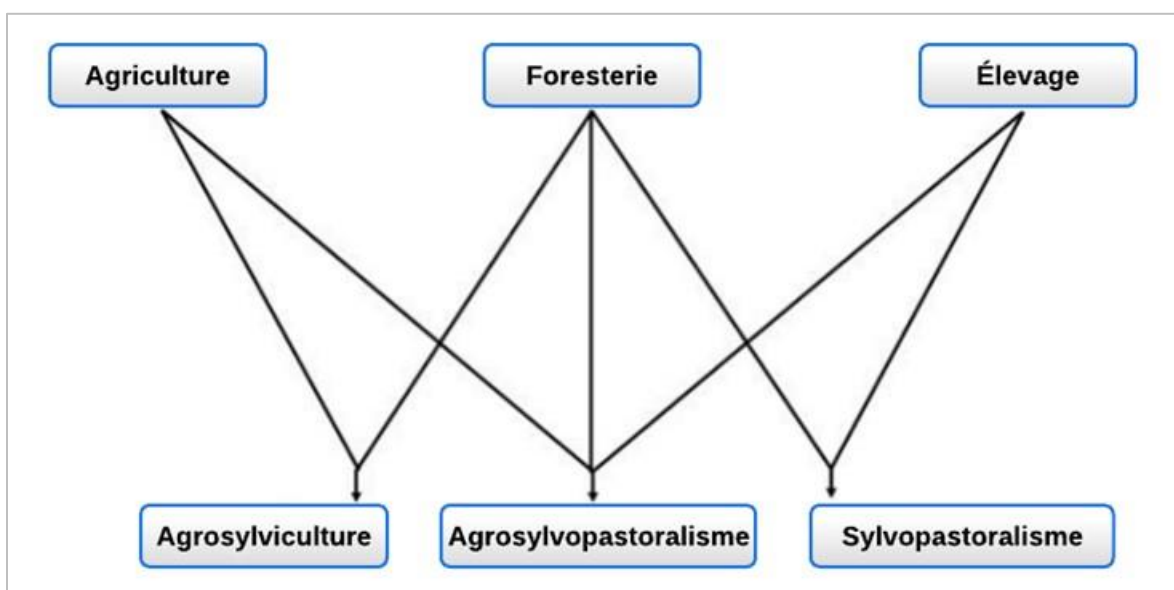 Agriculture
Foresterie
Élevage
Agrosylviculture
Agrosylvopastoralisme
Sylvopastoralisme